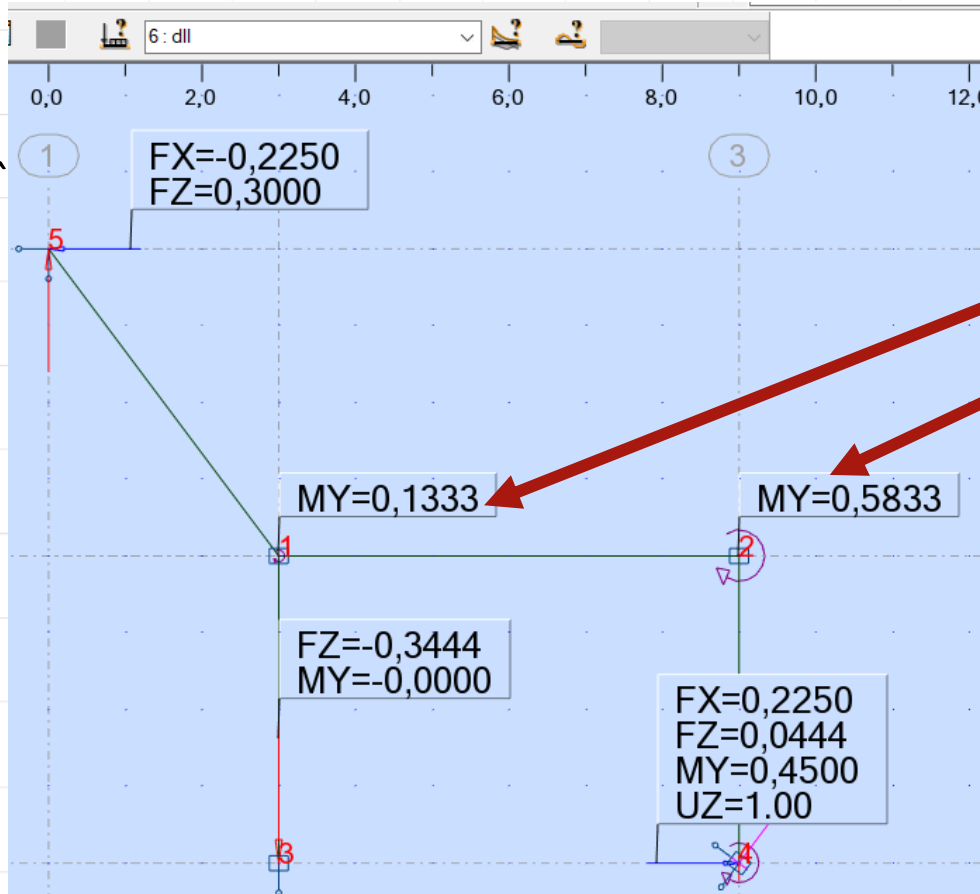 6 : dll
0,0 2,0 4,0 6,0 8,0 10,0
1
3
FX=-0,2250
FZ=0,3000
5
MY=0,1333
MY=0,5833
1
2
FZ=-0,3444
MY=-0,0000
FX=0,2250
FZ=0,0444
MY=0,4500
UZ=1.00
3
4